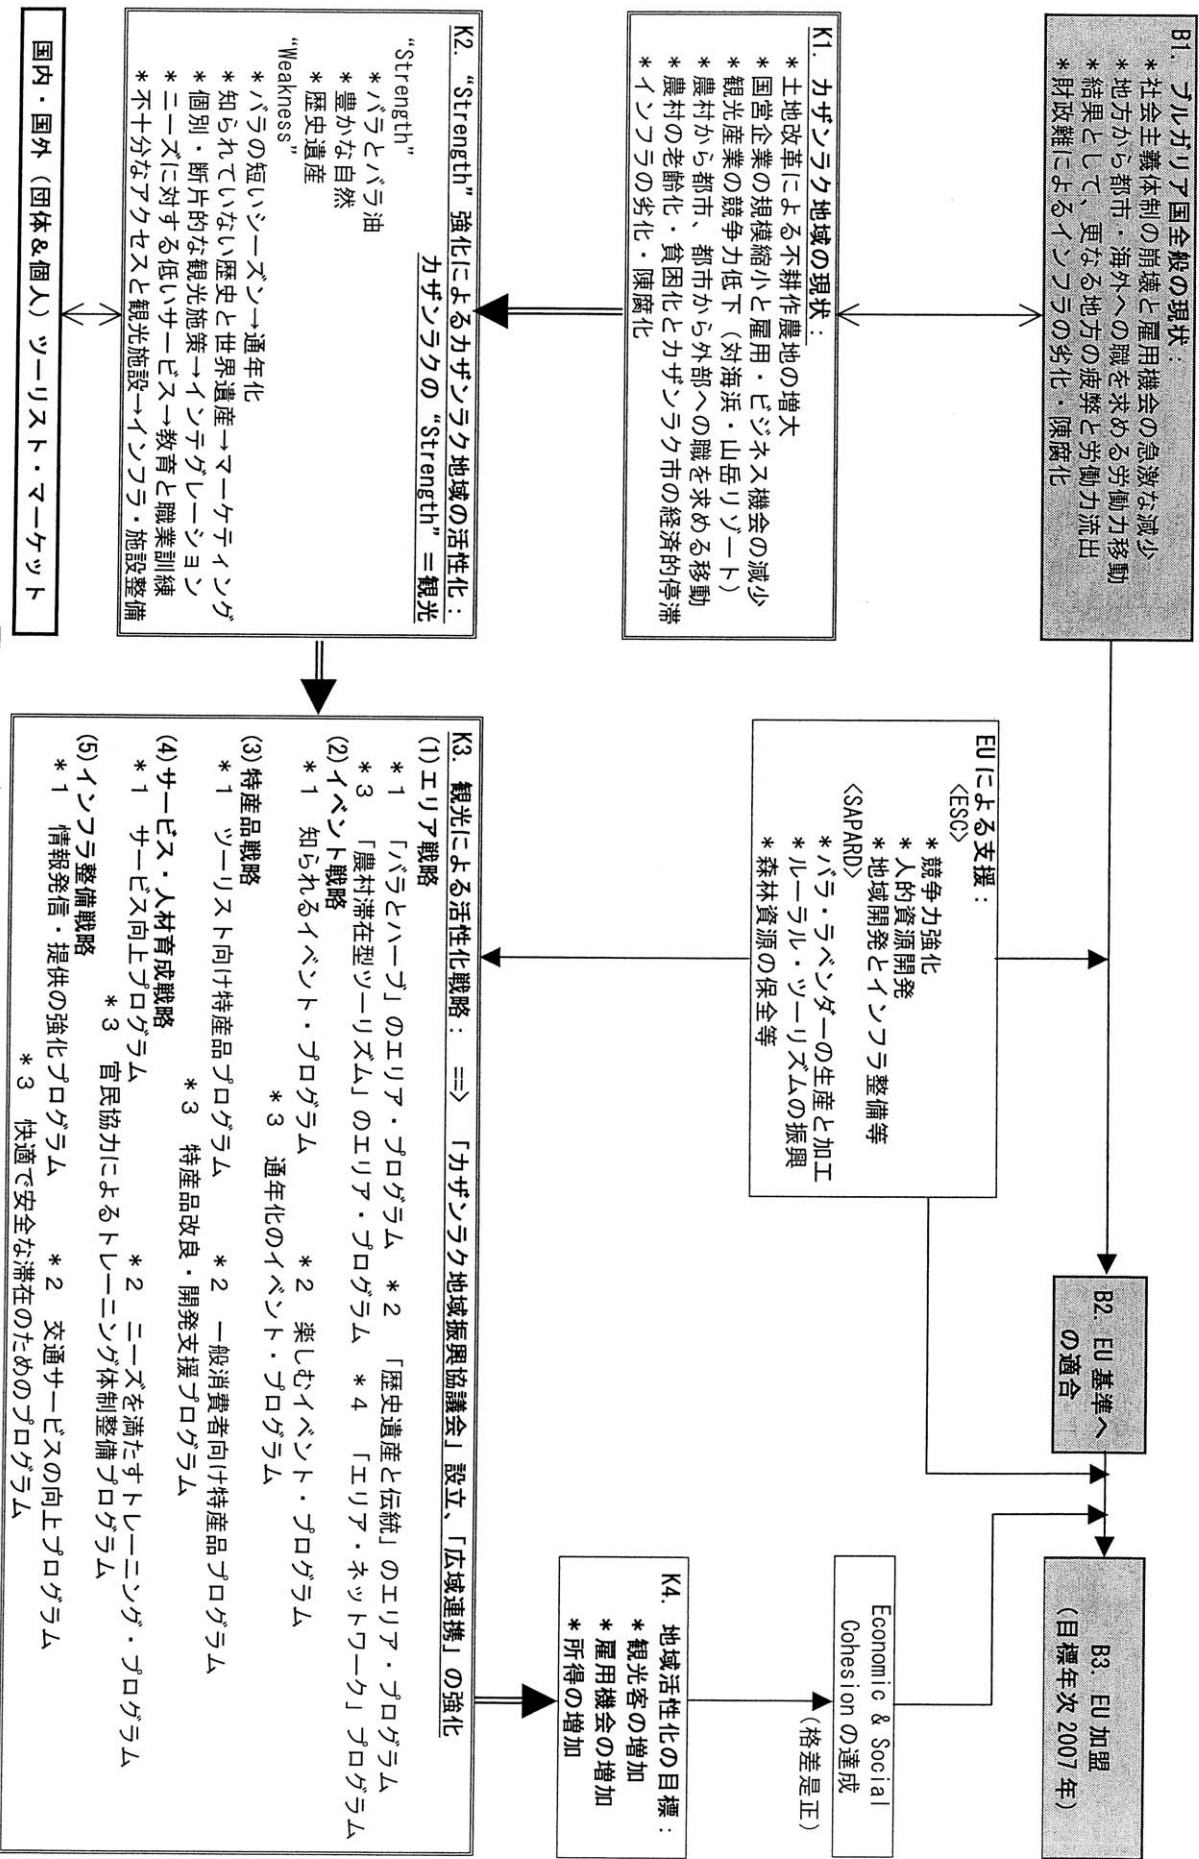 B1. ブルガリア国全般の現状：
＊社会主義体制の崩壊と雇用機会の急激な減少
＊地方から都市・海外への職を求める労働力移動
＊結果として、更なる地方の疲弊と労働力流出
＊財政難によるインフラの劣化・陳腐化
B2. EU基準へ
の適合
B3. EU加盟
（目標年次2007年）
EUによる支援：
<ESC>
＊競争力強化
＊人的資源開発
＊地域開発とインフラ整備等
<SAPARD>
＊バラ・ラベンダーの生産と加工
＊ルーラル・ツーリズムの振興
＊森林資源の保全等
Economic & Social
Cohesionの達成
（格差是正）
K1. カザンラク地域の現状：
＊土地改革による不耕作農地の増大
＊国営企業の規模縮小と雇用・ビジネス機会の減少
＊観光産業の競争力低下（対海浜・山岳リゾート）
＊農村から都市、都市から外部への職を求める移動
＊農村の老齢化・貧困化とカザンラク市の経済的停滞
＊インフラの劣化・陳腐化
K4. 地域活性化の目標：
＊観光客の増加
＊雇用機会の増加
＊所得の増加
K2. “Strength”強化によるカザンラク地域の活性化：
カザンラクの“Strength”＝観光
“Strength”
＊バラとバラ油
＊豊かな自然
＊歴史遺産
“Weakness”
＊バラの短いシーズン→通年化
＊知られていない歴史と世界遺産→マーケティング
＊個別・断片的な観光施策→インテグレーション
＊ニーズに対する低いサービス→教育と職業訓練
＊不十分なアクセスと観光施設→インフラ・施設整備
K3. 観光による活性化戦略： ==> 「カザンラク地域振興協議会」設立、「広域連携」の強化
(1)エリア戦略
＊1 「バラとハーブ」のエリア・プログラム ＊2 「歴史遺産と伝統」のエリア・プログラム
＊3 「農村滞在型ツーリズム」のエリア・プログラム ＊4 「エリア・ネットワーク」プログラム
(2)イベント戦略
＊1 知られるイベント・プログラム ＊2 楽しむイベント・プログラム
＊3 通年化のイベント・プログラム
(3)特産品戦略
＊1 ツーリスト向け特産品プログラム ＊2 一般消費者向け特産品プログラム
＊3 特産品改良・開発支援プログラム
(4)サービス・人材育成戦略
＊1 サービス向上プログラム ＊2 ニーズを満たすトレーニング・プログラム
＊3 官民協力によるトレーニング体制整備プログラム
(5)インフラ整備戦略
＊1 情報発信・提供の強化プログラム ＊2 交通サービスの向上プログラム
＊3 快適で安全な滞在のためのプログラム
国内・国外（団体&個人）ツーリスト・マーケット